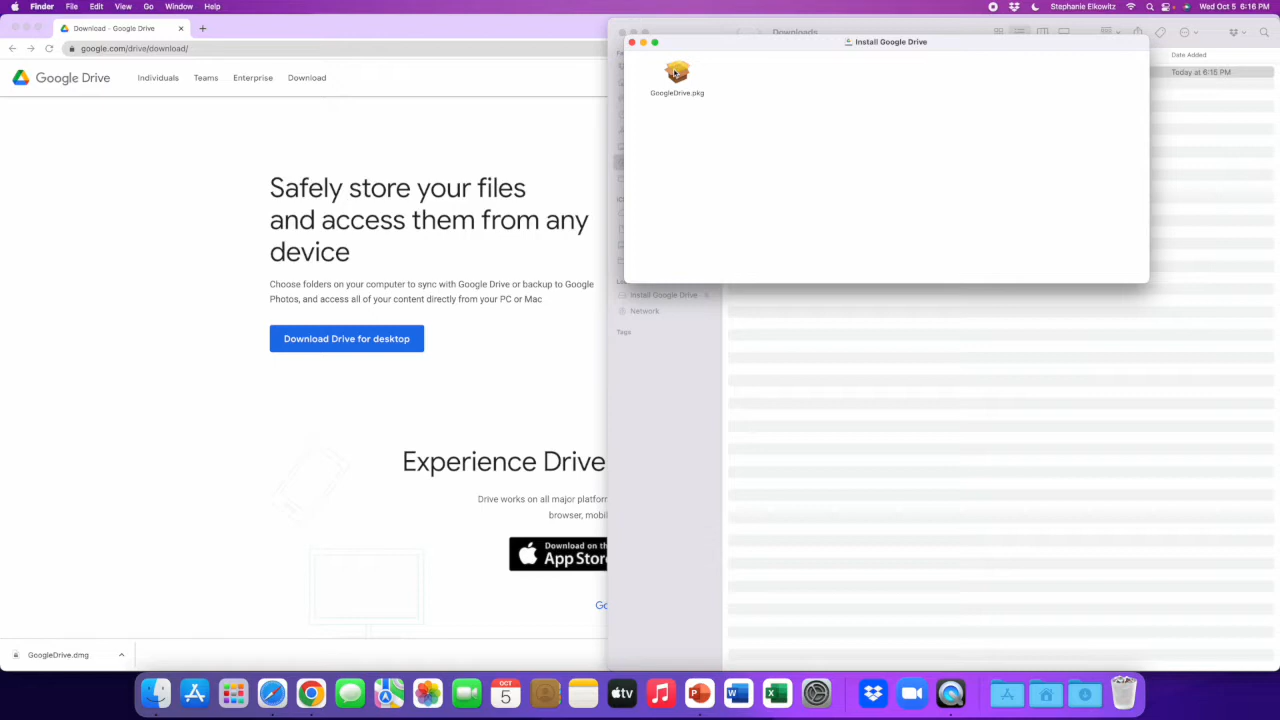 Finder File Edit View Go Window Help
Stephanie Elkowitz Wed Oct 5 6:16 PM
Download - Google Drive
google.com/drive/download/
Google Drive Individuals Teams Enterprise Download
Safely store your files
and access them from any
device
Choose folders on your computer to sync with Google Drive or backup to Google
Photos, and access all of your content directly from your PC or Mac
Download Drive for desktop
Experience Drive
Drive works on all major platfor
browser, mobil
Download on th
App Store
Go
GoogleDrive.dmg
Downloads
Install Google Drive
GoogleDrive.pkg
Date Added
Today at 6:15 PM
Install Google Drive
Network
Tags
OCT
5
tv